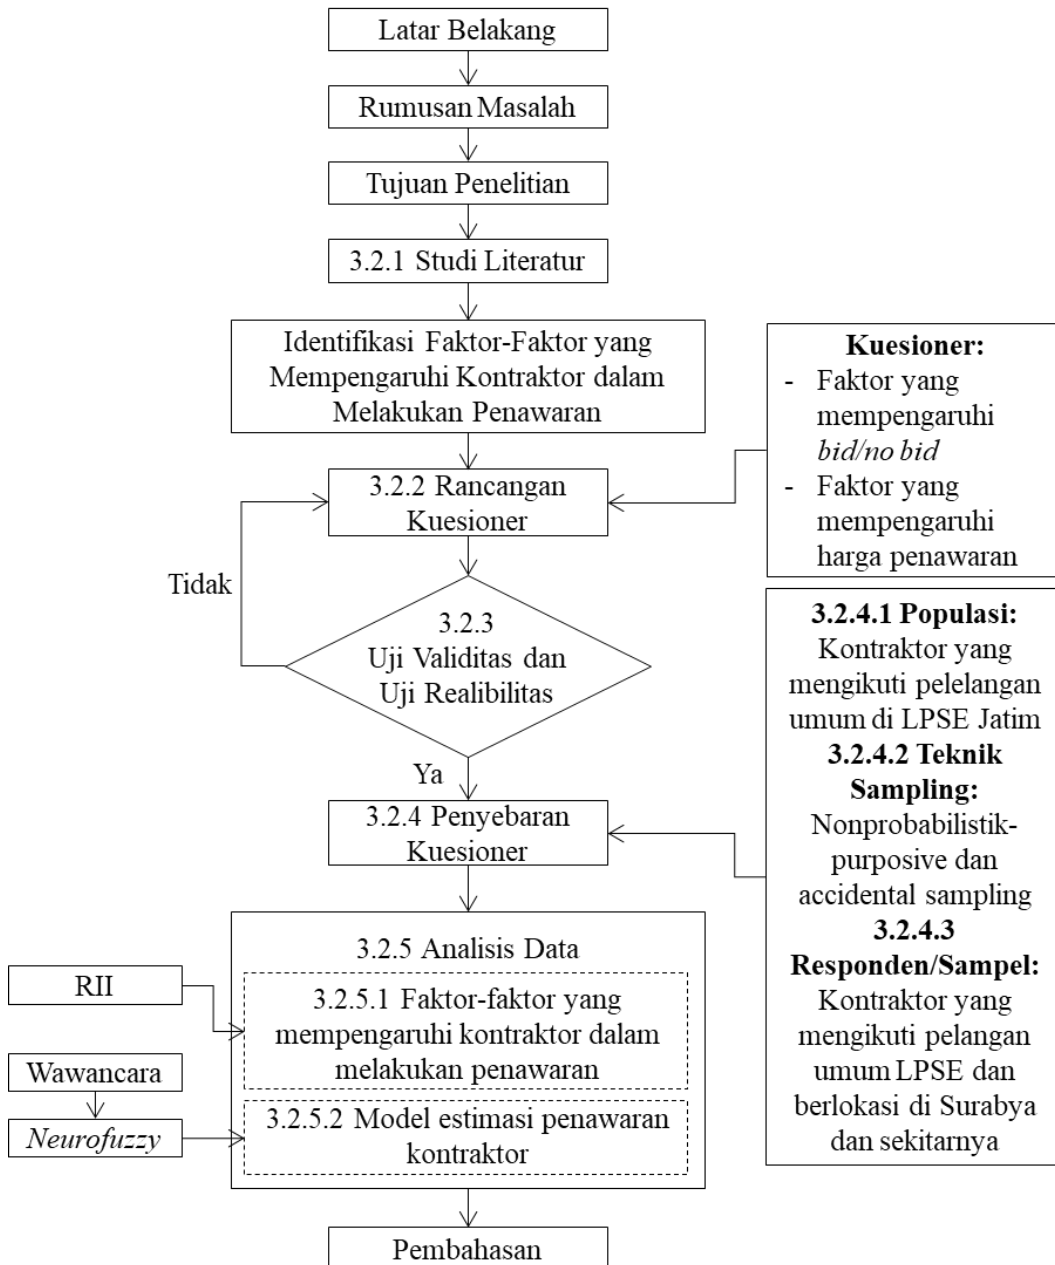 Latar Belakang
Rumusan Masalah
Tujuan Penelitian
3.2.1 Studi Literatur
Identifikasi Faktor-Faktor yang
Mempengaruhi Kontraktor dalam
Melakukan Penawaran
Kuesioner:
- Faktor yang
mempengaruhi
bid/no bid
- Faktor yang
mempengaruhi
harga penawaran
3.2.2 Rancangan
Kuesioner
Tidak
3.2.3
Uji Validitas dan
Uji Realibilitas
Ya
3.2.4 Penyebaran
Kuesioner
3.2.4.1 Populasi:
Kontraktor yang
mengikuti pelelangan
umum di LPSE Jatim
3.2.4.2 Teknik
Sampling:
Nonprobabilistik-
purposive dan
accidental sampling
3.2.4.3
Responden/Sampel:
Kontraktor yang
mengikuti pelangan
umum LPSE dan
berlokasi di Surabya
dan sekitarnya
3.2.5 Analisis Data
RII
3.2.5.1 Faktor-faktor yang
mempengaruhi kontraktor dalam
melakukan penawaran
Wawancara
Neurofuzzy
3.2.5.2 Model estimasi penawaran
kontraktor
Pembahasan